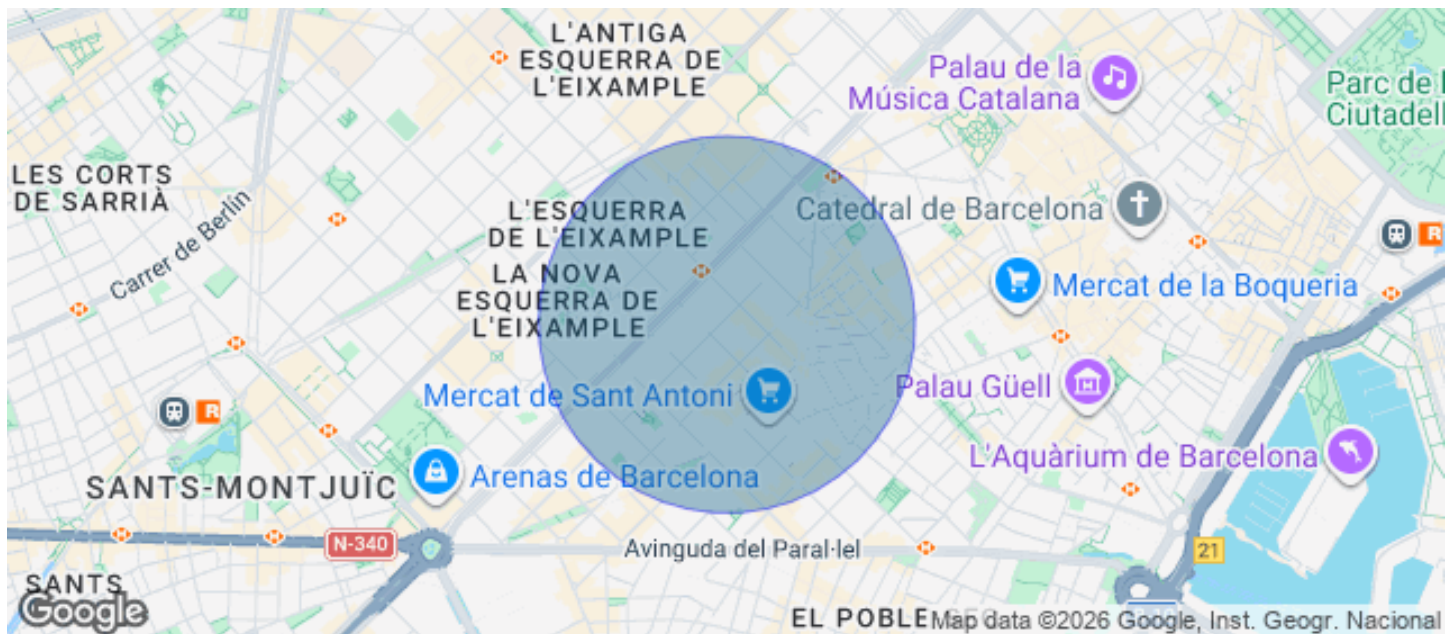 L'ANTIGA
ESQUERRA DE
L'EIXAMPLE
Palau de la
Música Catalana
Parc de l
Ciutadell
LES CORTS
DE SARRIÀ
Carrer de Berlín
L'ESQUERRA
DE L'EIXAMPLE
Catedral de Barcelona
LA NOVA
ESQUERRA DE
L'EIXAMPLE
R
Mercat de la Boqueria
Mercat de Sant Antoni
Palau Güell
R
Arenas de Barcelona
L'Aquàrium de Barcelona
SANTS-MONTJUÏC
N-340
Avinguda del Paral·lel
21
SANTS
Google
EL POBLE
Map data ©2026 Google, Inst. Geogr. Nacional